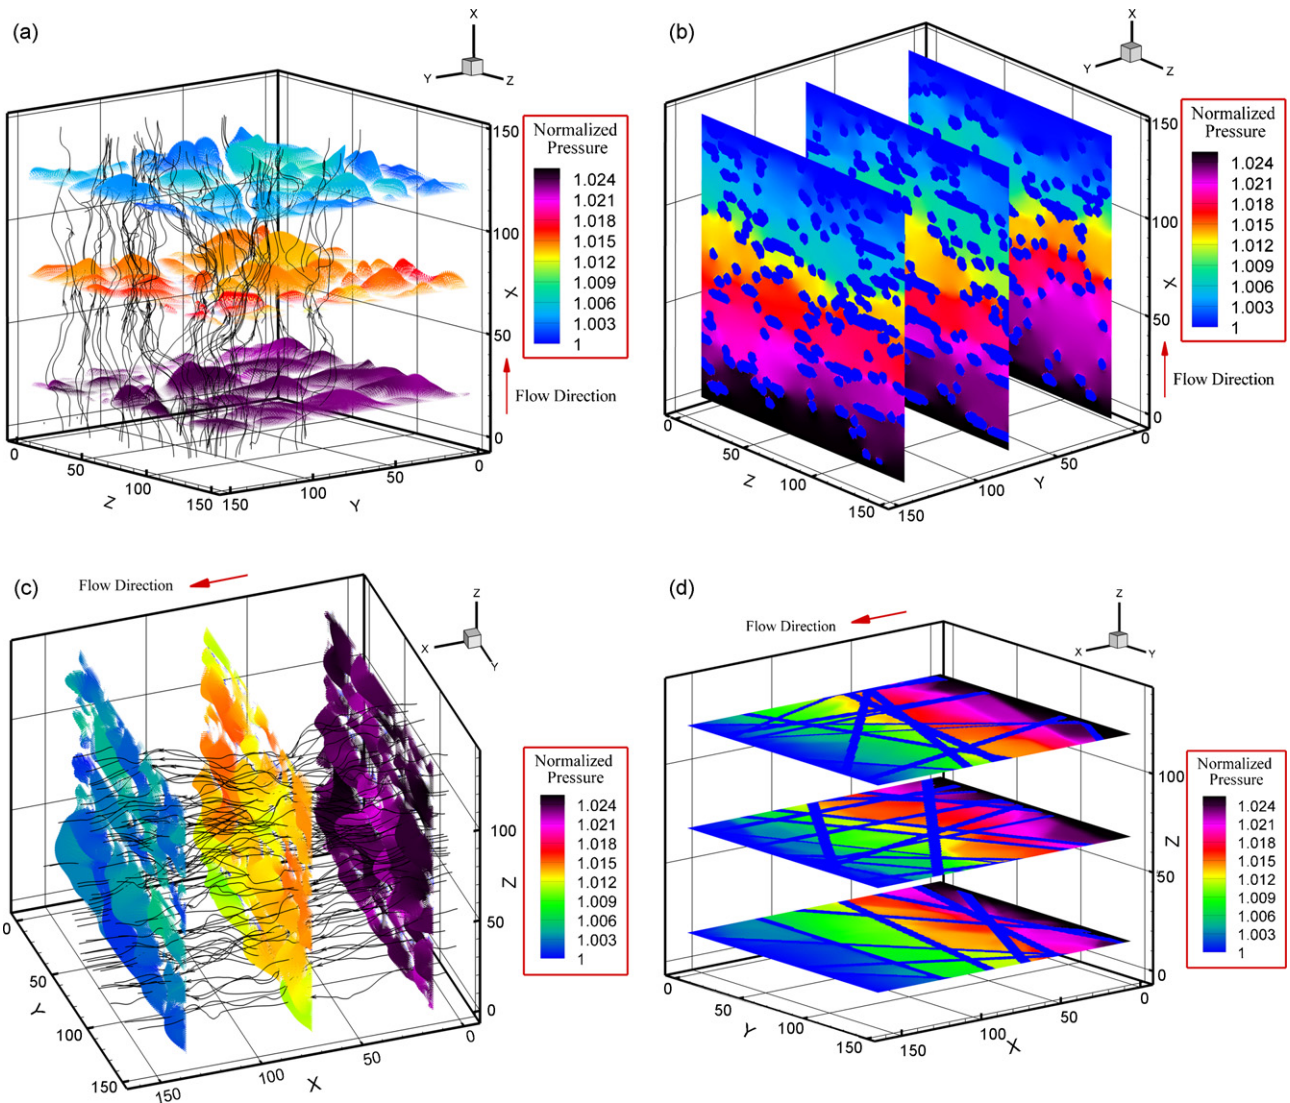 (a)
X
Y
Z
Normalized
Pressure
1.024
1.021
1.018
1.015
1.012
1.009
1.006
1.003
1
150
100
X
50
0
Flow Direction
0
50
Z
100
150
150
100
Y
50
0
(b)
X
Y
Z
Normalized
Pressure
1.024
1.021
1.018
1.015
1.012
1.009
1.006
1.003
1
150
100
X
50
0
Flow Direction
0
50
Z
100
150
150
100
Y
50
0
(c)
Flow Direction
Z
X
Y
Normalized
Pressure
1.024
1.021
1.018
1.015
1.012
1.009
1.006
1.003
1
100
Z
50
0
0
50
Y
100
150
150
100
X
50
0
(d)
Flow Direction
Z
X
Y
Normalized
Pressure
1.024
1.021
1.018
1.015
1.012
1.009
1.006
1.003
1
100
Z
50
0
0
50
Y
100
150
150
100
X
50
0